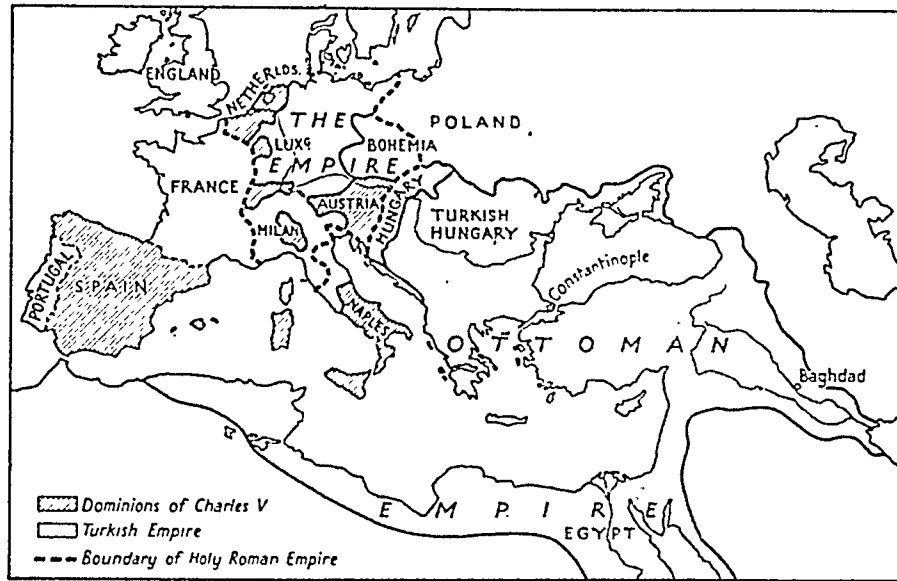 ENGLAND
NETHERLDS.
THE
POLAND
LUXG
BOHEMIA
EMPIRE
FRANCE
AUSTRIA
HUNGARY
TURKISH
HUNGARY
MILAN
Constantinople
PORTUGAL
SPAIN
NAPLES
OTTOMAN
Baghdad
EMPIRE
EGYPT
Dominions of Charles V
Turkish Empire
Boundary of Holy Roman Empire